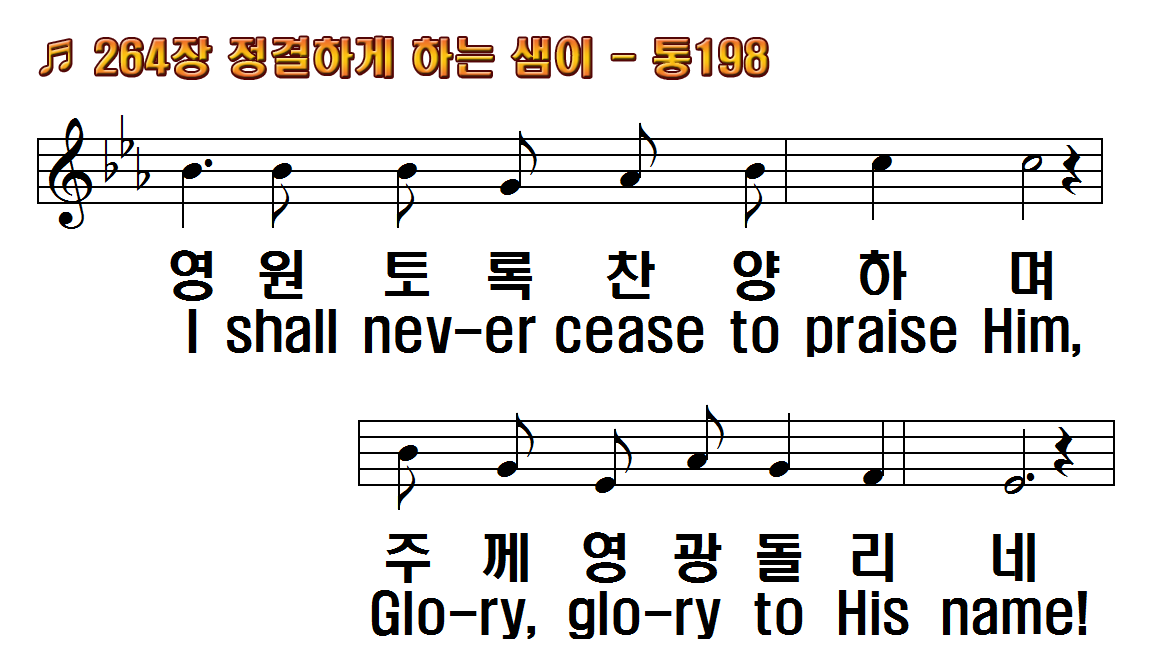 ♬ 264장 정결하게 하는 샘이 - 통198
영 원 토 록 찬 양 하 며
I shall nev-er cease to praise Him,
주 께 영 광 돌 리 네
Glo-ry, glo-ry to His name!